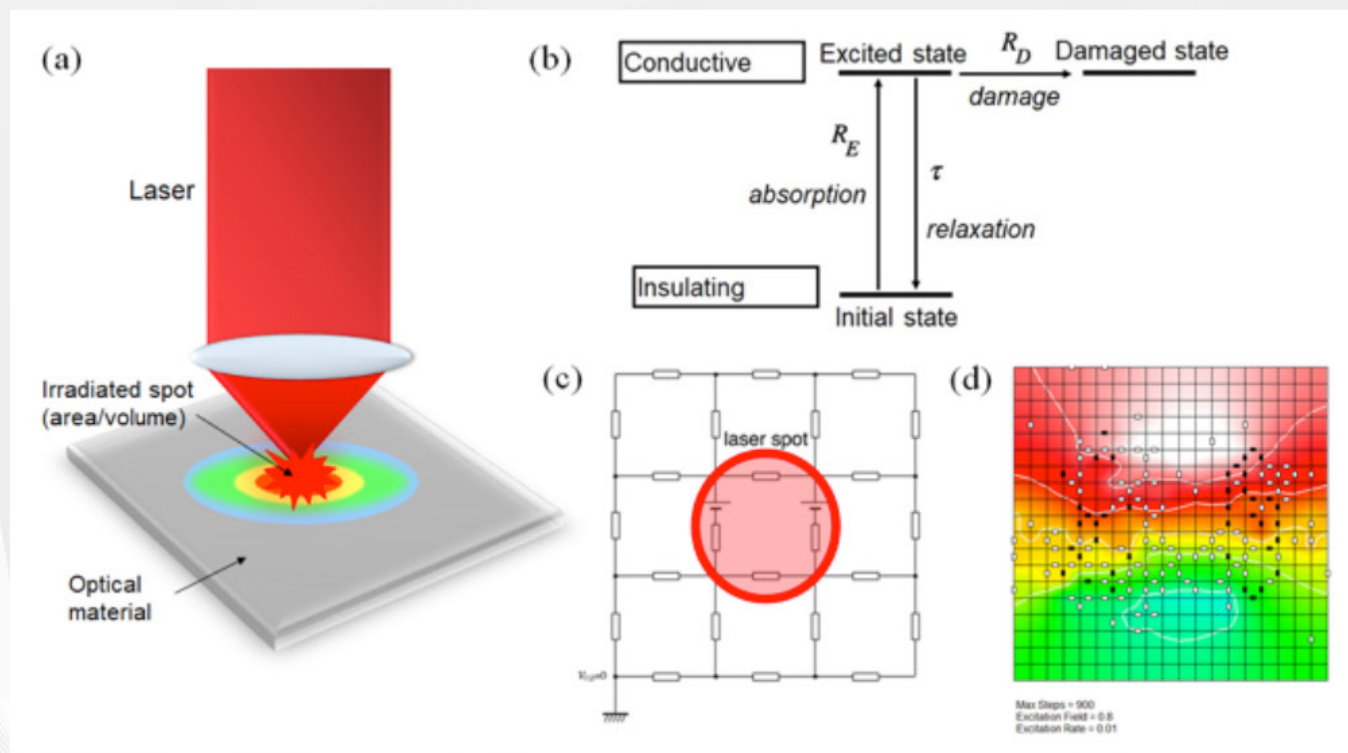 (a)
Laser
Irradiated spot
(area/volume)
Optical
material
(b)
Conductive
Excited state
R_D
Damaged state
damage
R_E
absorption
τ
relaxation
Insulating
Initial state
(c)
laser spot
(d)
Max Steps = 900
Excitation Field = 0.8
Excitation Rate = 0.01